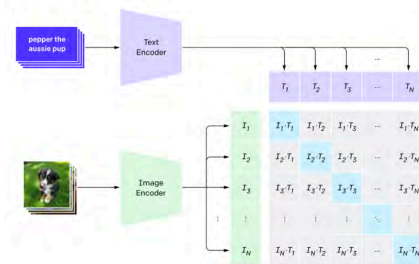 pepper the
aussie pup
Text
Encoder
T1 T2 T3 ... TN
Image
Encoder
I1 I1·T1 I1·T2 I1·T3 ... I1·TN
I2 I2·T1 I2·T2 I2·T3 ... I2·TN
I3 I3·T1 I3·T2 I3·T3 ... I3·TN
⋮ ⋮ ⋮ ⋮ ⋱ ⋮
IN IN·T1 IN·T2 IN·T3 ... IN·TN